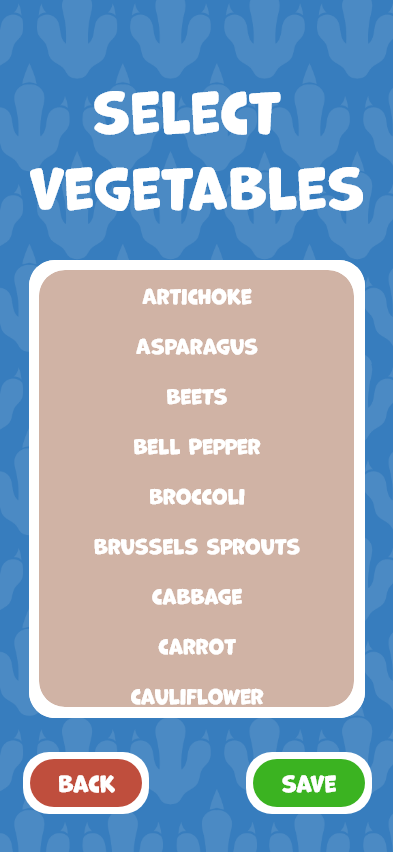 SELECT
VEGETABLES
ARTICHOKE
ASPARAGUS
BEETS
BELL PEPPER
BROCCOLI
BRUSSELS SPROUTS
CABBAGE
CARROT
CAULIFLOWER
BACK
SAVE